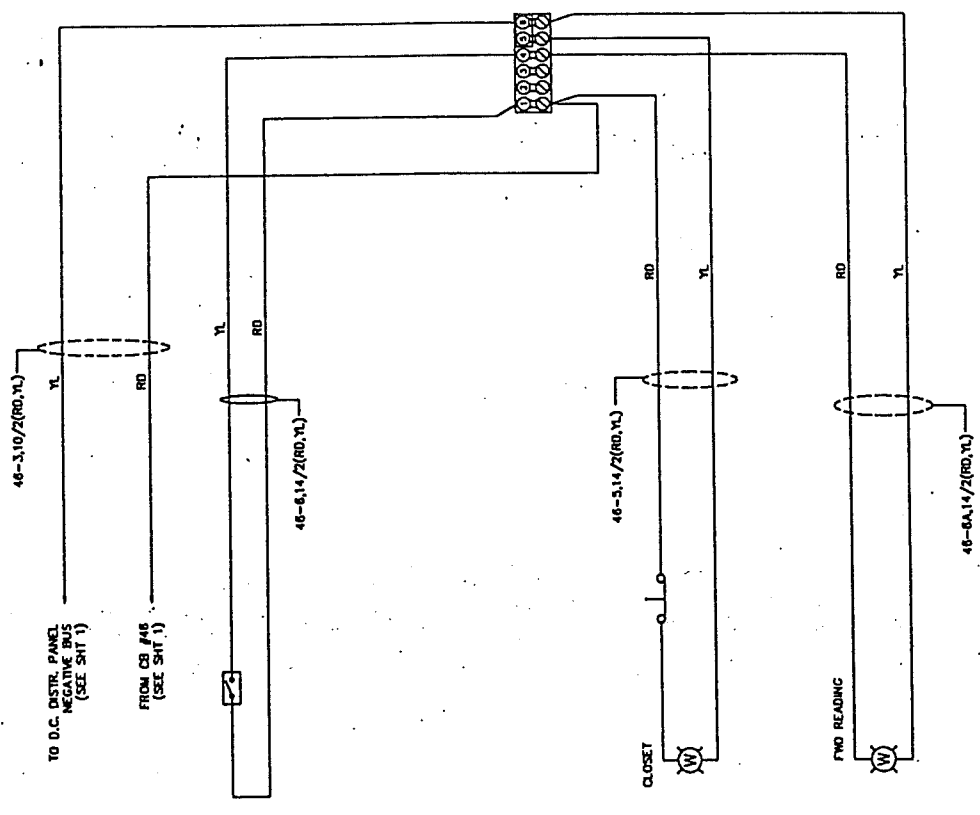 6
5
4
3
2
1
46-3,10/2(RD,YL)
YL
RD
TO D.C. DISTR. PANEL
NEGATIVE BUS
(SEE SHT 1)
FROM CB #46
(SEE SHT 1)
YL
RD
46-6,14/2(RD,YL)
RD
YL
46-5,14/2(RD,YL)
CLOSET
W
RD
YL
46-6A,14/2(RD,YL)
FWD READING
W